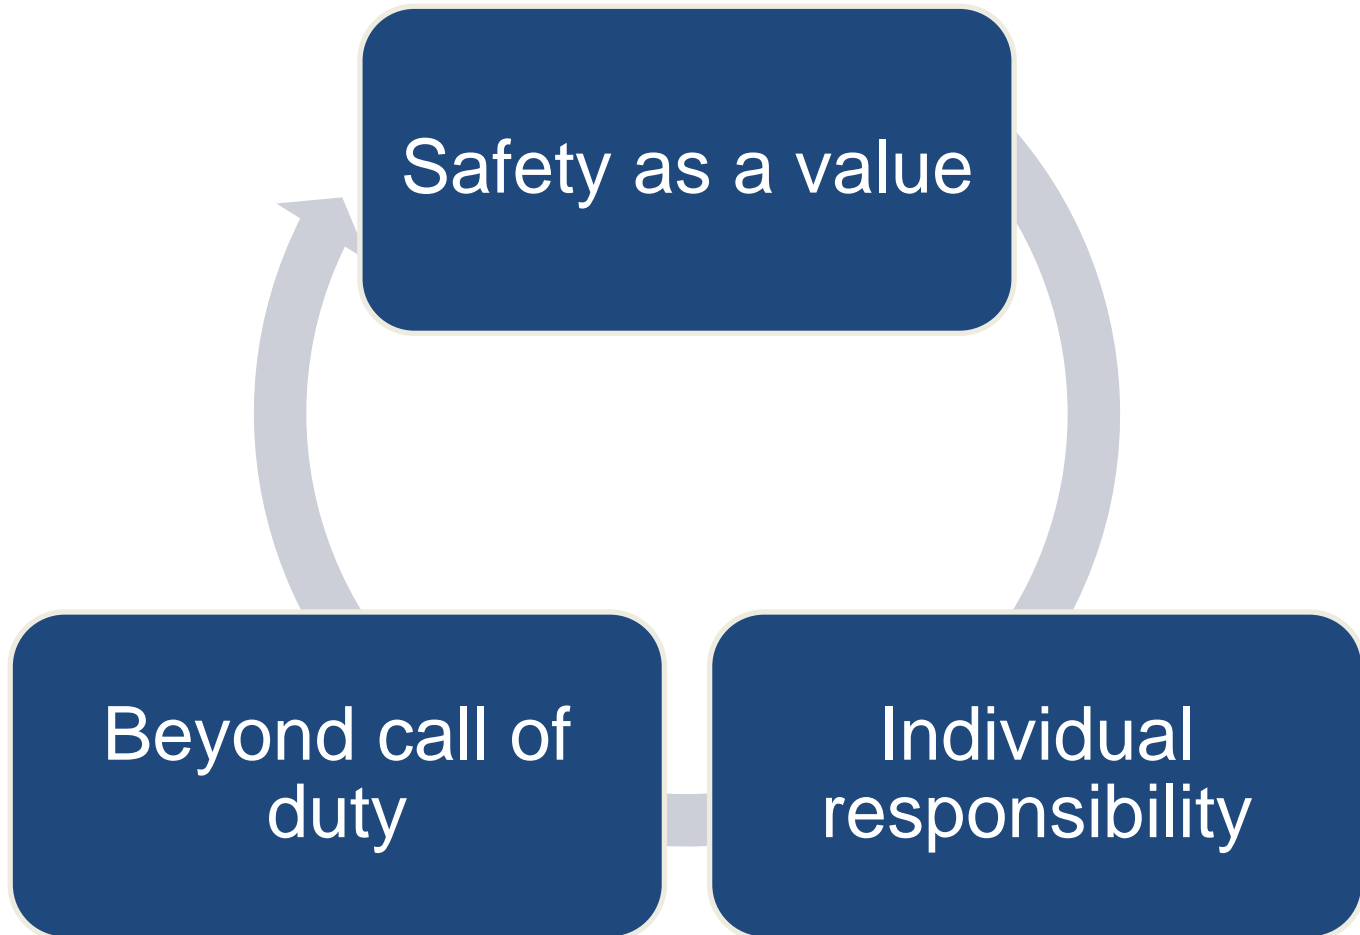 Safety as a value
Beyond call of
duty
Individual
responsibility